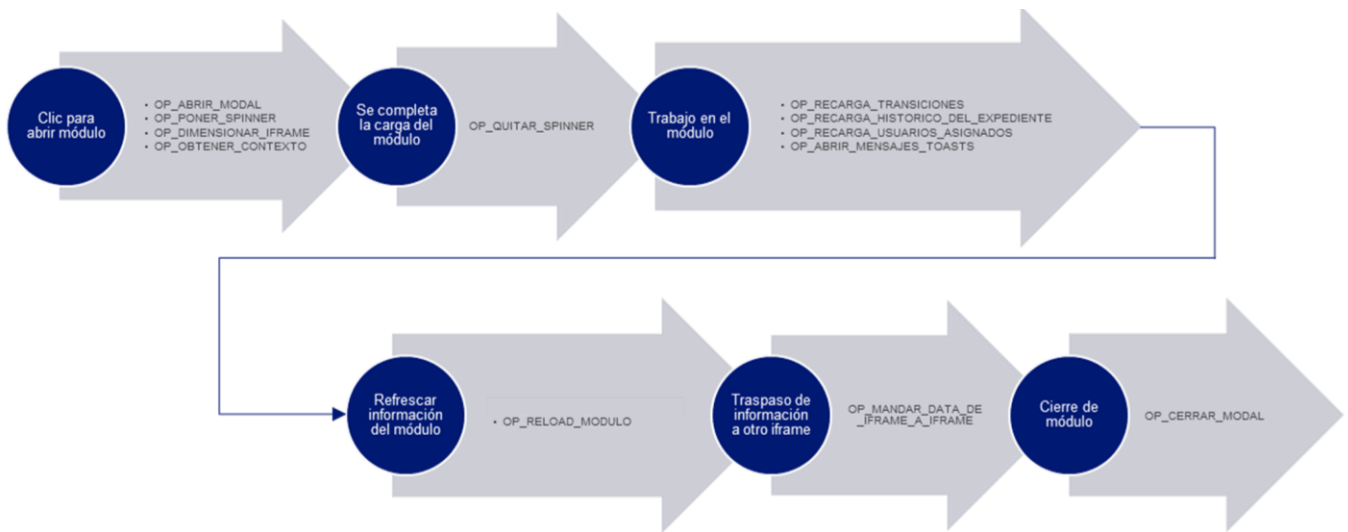 Clic para
abrir módulo
• OP_ABRIR_MODAL
• OP_PONER_SPINNER
• OP_DIMENSIONAR_IFRAME
• OP_OBTENER_CONTEXTO
Se completa
la carga del
módulo
OP_QUITAR_SPINNER
Trabajo en el
módulo
• OP_RECARGA_TRANSICIONES
• OP_RECARGA_HISTORICO_DEL_EXPEDIENTE
• OP_RECARGA_USUARIOS_ASIGNADOS
• OP_ABRIR_MENSAJES_TOASTS
Refrescar
información
del módulo
• OP_RELOAD_MODULO
Traspaso de
información
a otro iframe
OP_MANDAR_DATA_DE
_IFRAME_A_IFRAME
Cierre de
módulo
OP_CERRAR_MODAL